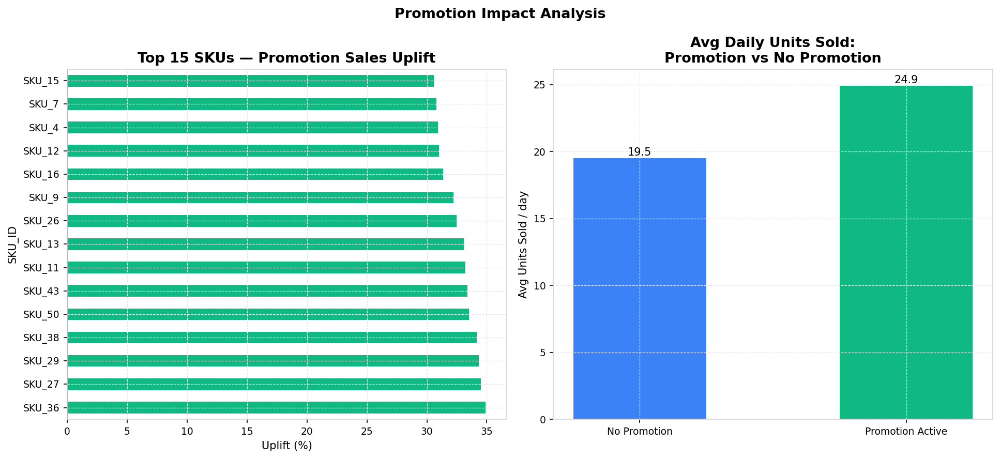 Promotion Impact Analysis
Top 15 SKUs — Promotion Sales Uplift
SKU_ID
SKU_15
SKU_7
SKU_4
SKU_12
SKU_16
SKU_9
SKU_26
SKU_13
SKU_11
SKU_43
SKU_50
SKU_38
SKU_29
SKU_27
SKU_36
0 5 10 15 20 25 30 35
Uplift (%)
Avg Daily Units Sold:
Promotion vs No Promotion
Avg Units Sold / day
25
20
15
10
5
0
19.5
24.9
No Promotion Promotion Active